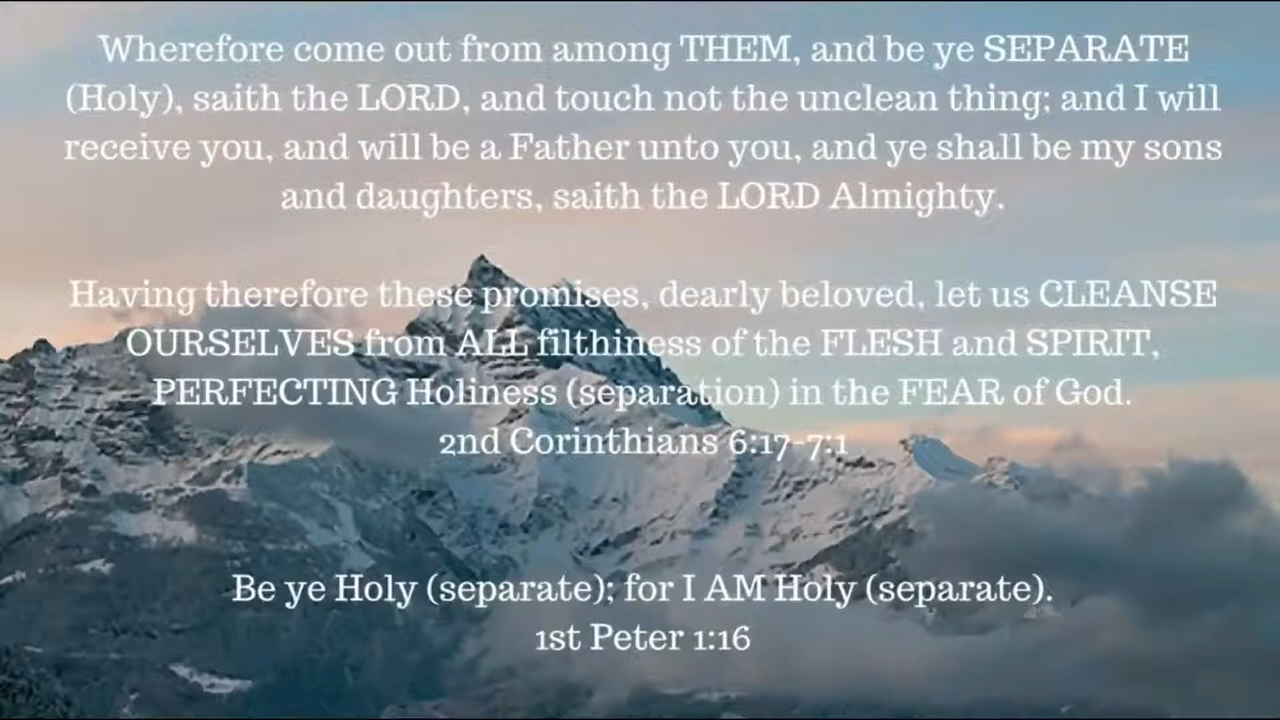 Wherefore come out from among THEM, and be ye SEPARATE
(Holy), saith the LORD, and touch not the unclean thing; and I will
receive you, and will be a Father unto you, and ye shall be my sons
and daughters, saith the LORD Almighty.
Having therefore these promises, dearly beloved, let us CLEANSE
OURSELVES from ALL filthiness of the FLESH and SPIRIT,
PERFECTING Holiness (separation) in the FEAR of God.
2nd Corinthians 6:17-7:1
Be ye Holy (separate); for I AM Holy (separate).
1st Peter 1:16